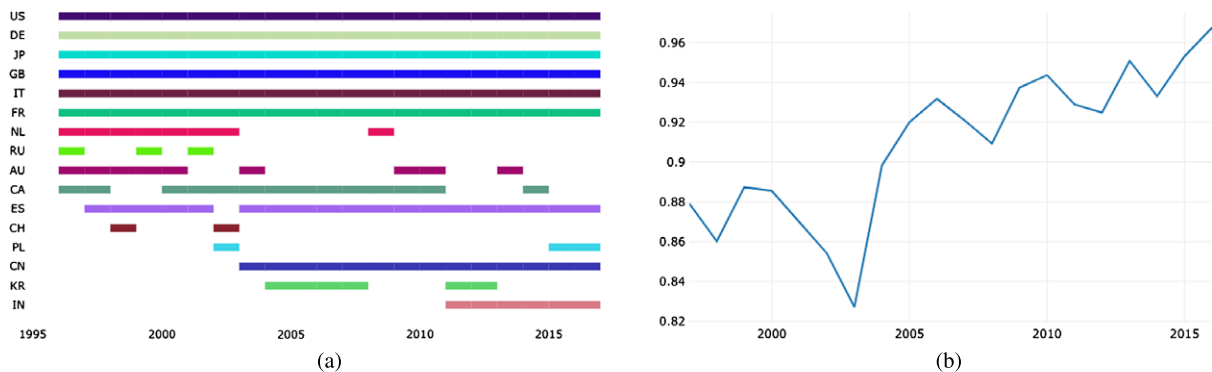 US
DE
JP
GB
IT
FR
NL
RU
AU
CA
ES
CH
PL
CN
KR
IN
1995 2000 2005 2010 2015
(a)
0.96
0.94
0.92
0.9
0.88
0.86
0.84
0.82
2000 2005 2010 2015
(b)